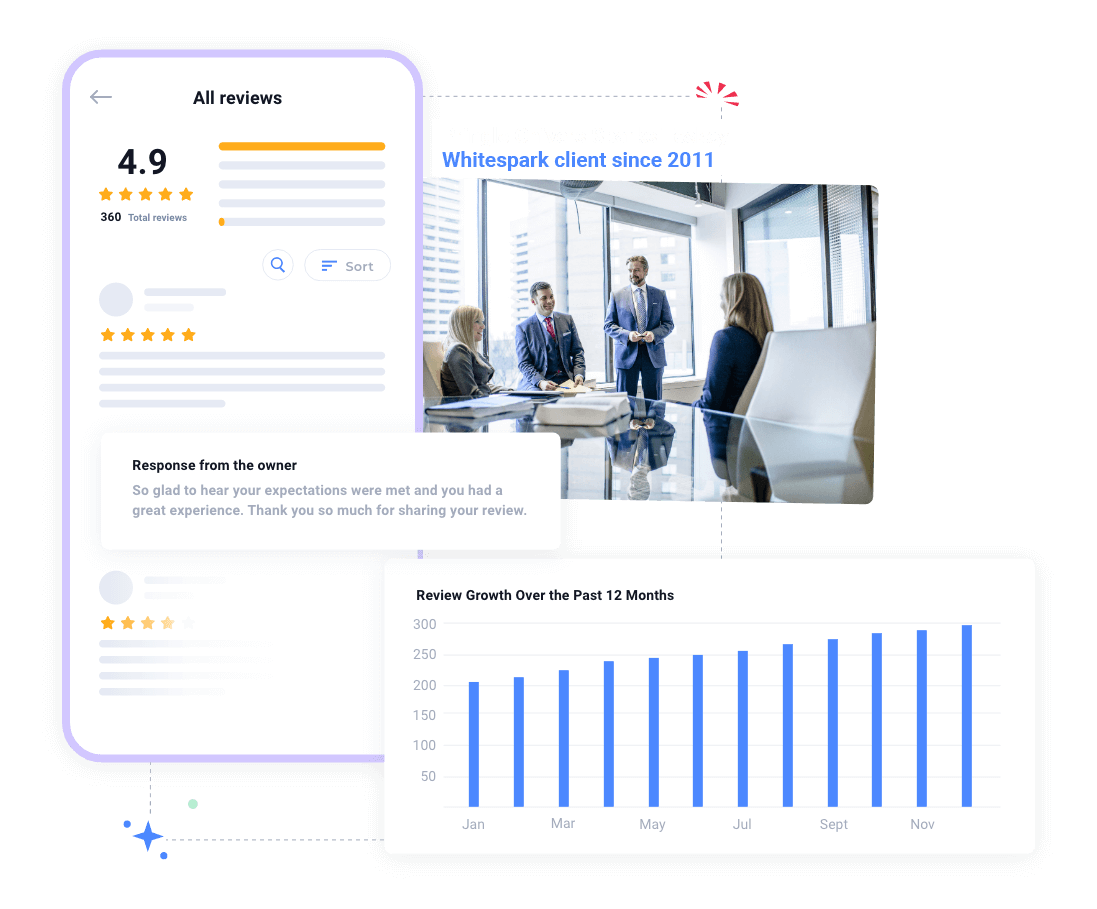 All reviews
4.9
360 Total reviews
Sort
Whitespark client since 2011
Response from the owner
So glad to hear your expectations were met and you had a
great experience. Thank you so much for sharing your review.
Review Growth Over the Past 12 Months
300
250
200
150
100
50
Jan Mar May Jul Sept Nov